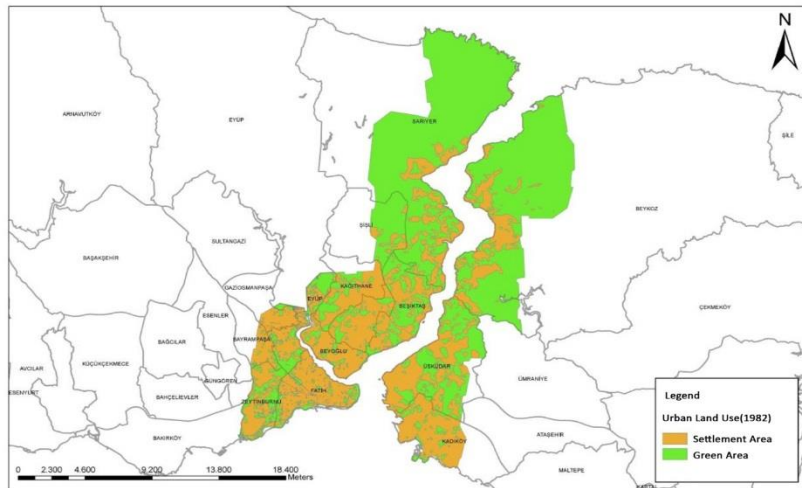 N
ARNAVUTKÖY
EYÜP
SARIYER
ŞİLE
BEYKOZ
ŞİŞLİ
SULTANGAZİ
BAŞAKŞEHİR
GAZİOSMANPAŞA
EYÜP
KAĞITHANE
ÇEKMEKÖY
ESENLER
BEŞİKTAŞ
BAĞCILAR
BAYRAMPAŞA
BEYOĞLU
AVCILAR
KÜÇÜKÇEKMECE
GÜNGÖREN
ÜSKÜDAR
ÜMRANİYE
ESENYURT
BAHÇELİEVLER
FATİH
ZEYTİNBURNU
BAKIRKÖY
KADIKÖY
ATAŞEHİR
MALTEPE
Legend
Urban Land Use(1982)
Settlement Area
Green Area
0 2.300 4.600 9.200 13.800 18.400
Meters